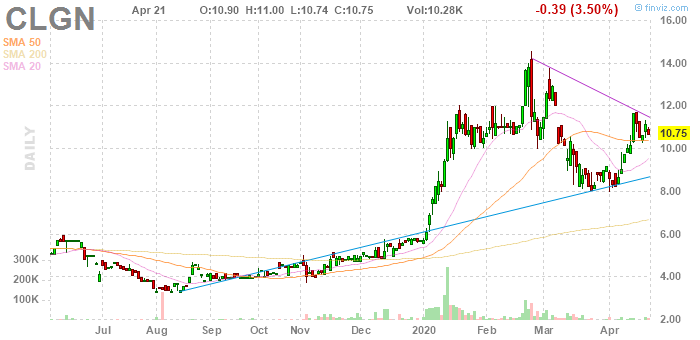 CLGN Apr 21 O:10.90 H:11.00 L:10.74 C:10.75 Vol:10.28K -0.39 (3.50%) © finviz.com
SMA 50
SMA 200
SMA 20
DAILY
16.00
14.00
12.00
10.75
10.00
8.00
6.00
4.00
2.00
300K
200K
100K
Jul Aug Sep Oct Nov Dec 2020 Feb Mar Apr